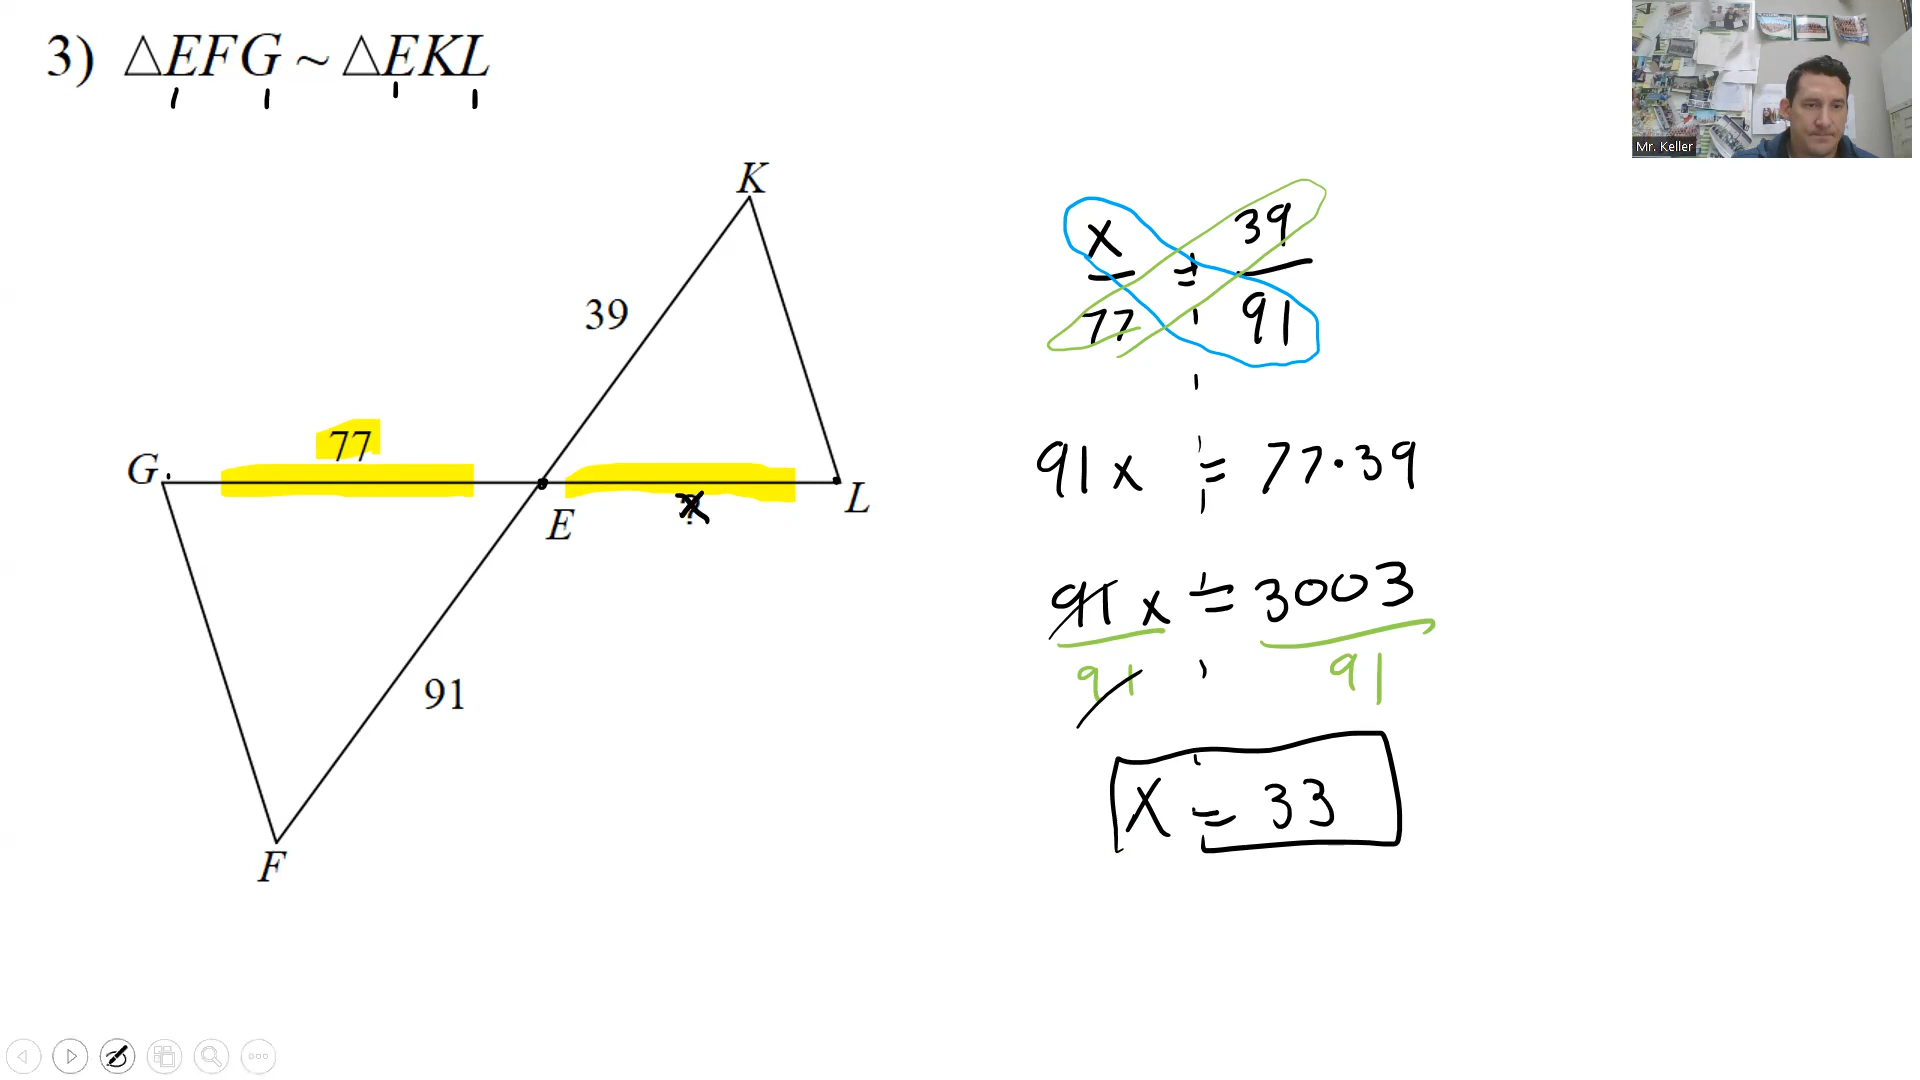 3) △EFG ~ △EKL
Mr. Keller
K
39
77
G
E
L
91
F
x/77 = 39/91
91x = 77·39
91x = 3003
91 91
x = 33